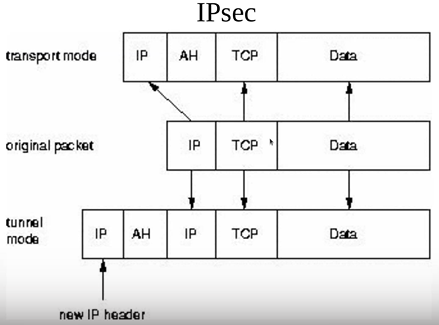 IPsec
transport mode IP AH TCP Data
original packet IP TCP Data
tunnel
mode IP AH IP TCP Data
new IP header